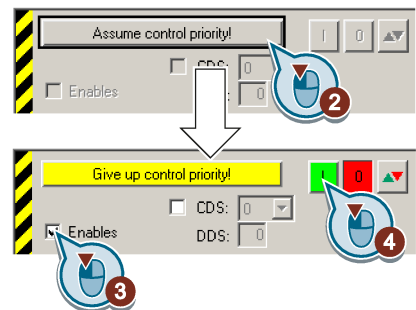 Assume control priority!
I 0
CDS: 0
Enables
0
2
Give up control priority!
I 0
CDS: 0
Enables
DDS: 0
4
3